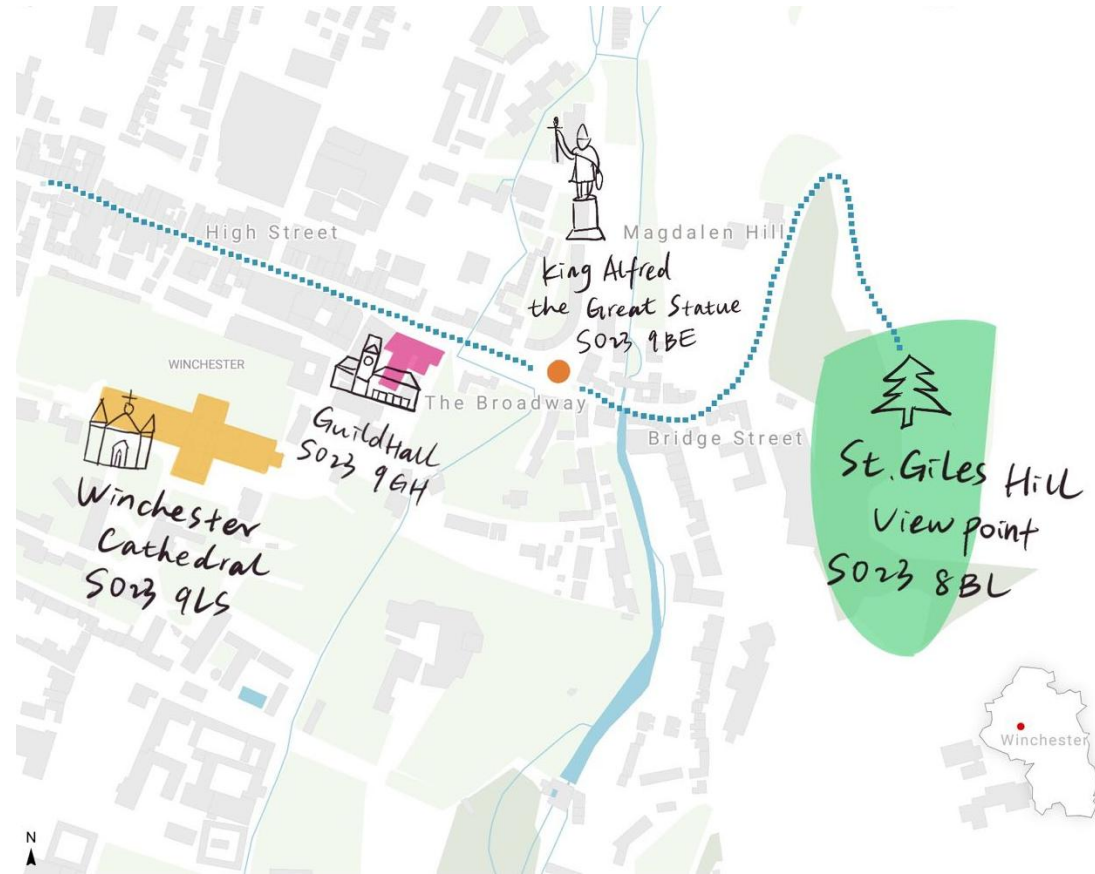 High Street
Magdalen Hill
King Alfred
the Great Statue
SO23 9BE
WINCHESTER
The Broadway
GuildHall
SO23 9GH
Bridge Street
St. Giles Hill
View point
SO23 8BL
Winchester
Cathedral
SO23 9LS
Winchester
N